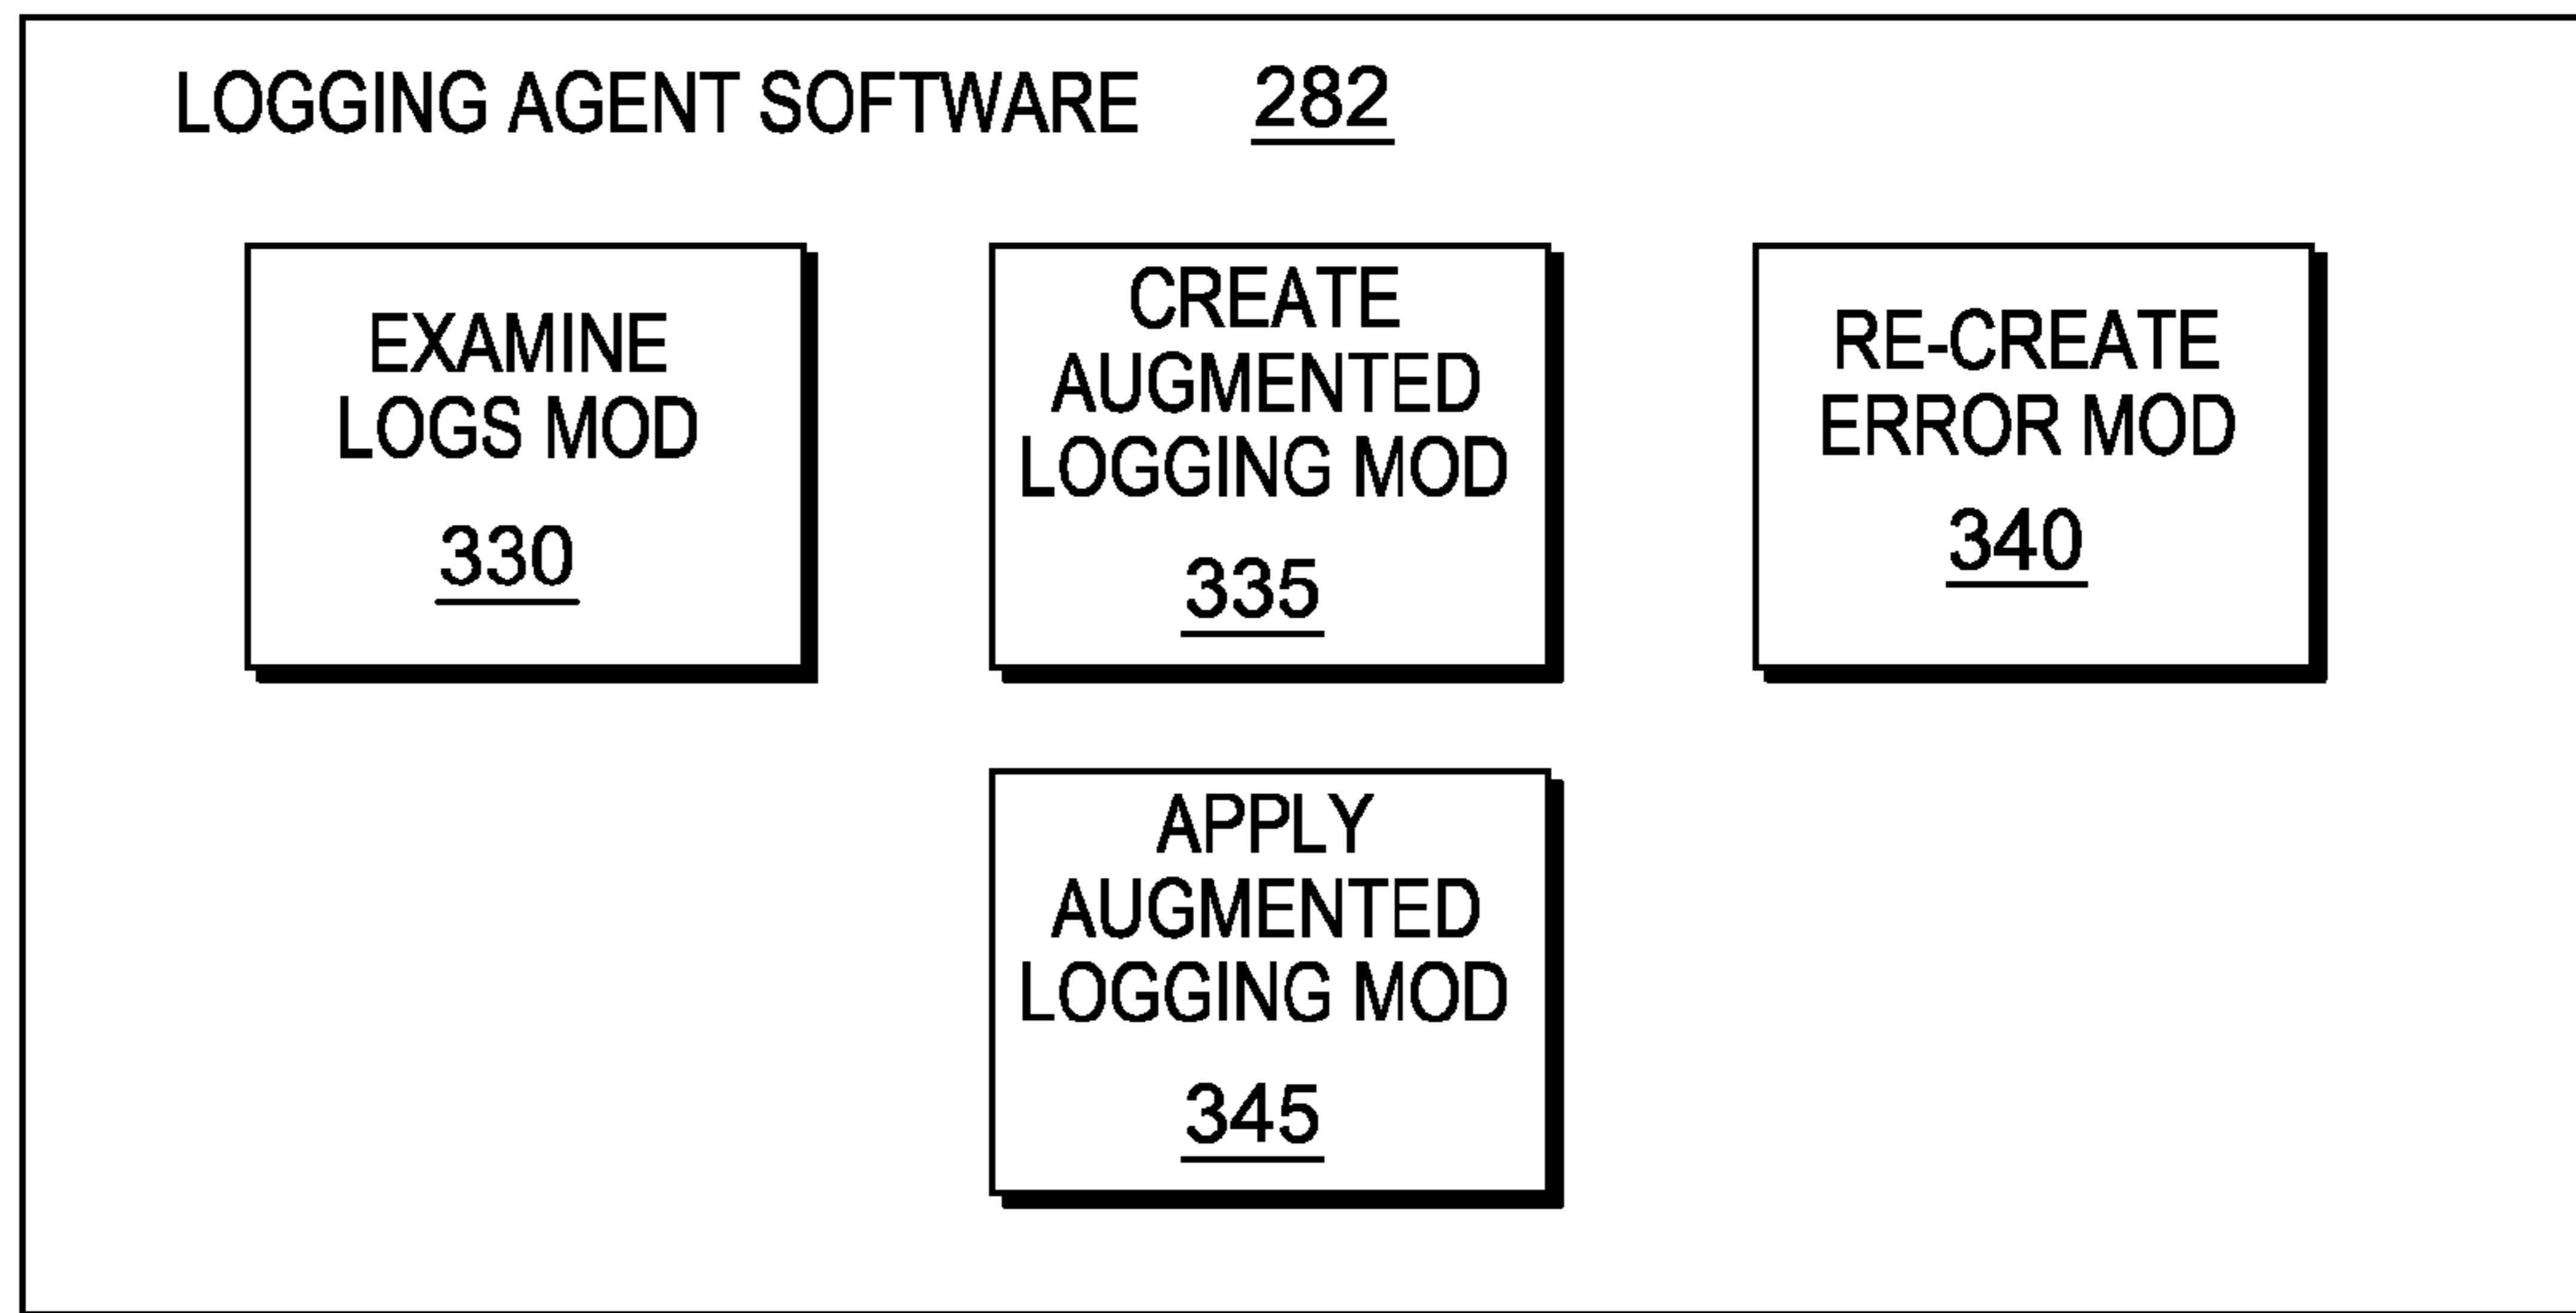 LOGGING AGENT SOFTWARE 282
EXAMINE
LOGS MOD
330
CREATE
AUGMENTED
LOGGING MOD
335
RE-CREATE
ERROR MOD
340
APPLY
AUGMENTED
LOGGING MOD
345